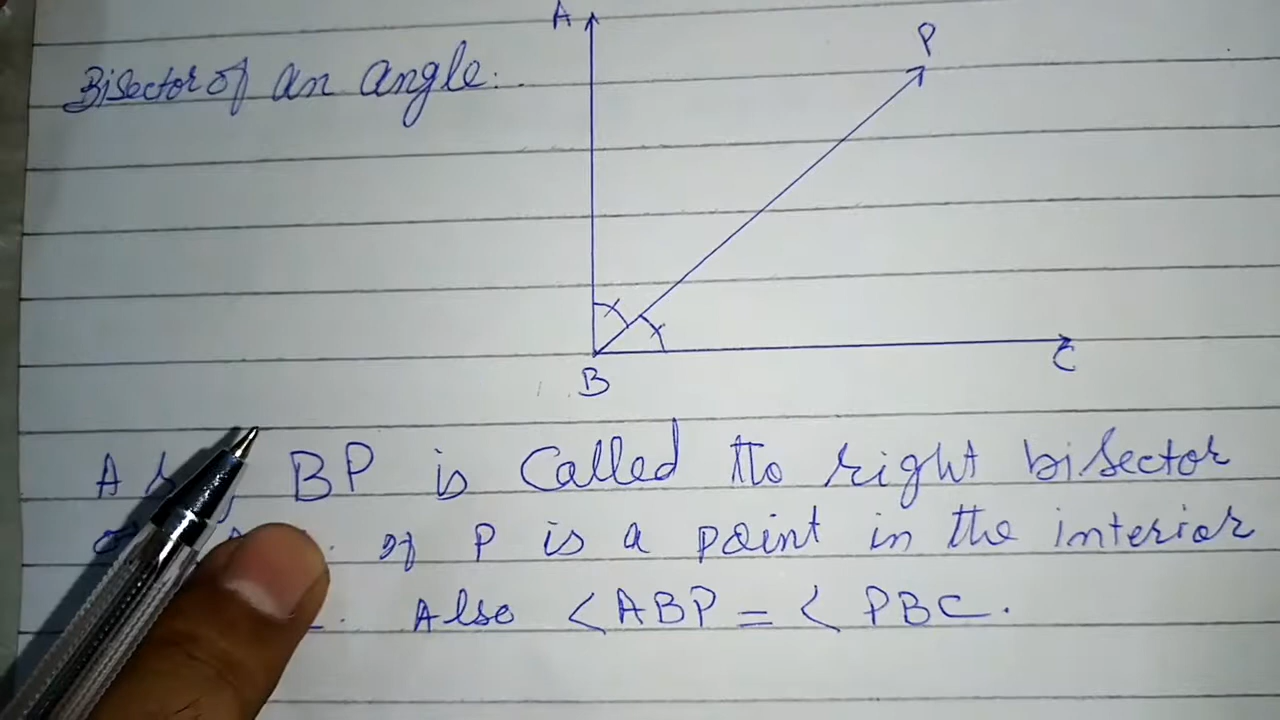 A
P
Bisector of an angle.
B
C
A BP is called the right bisector
of P is a point in the interior
Also <ABP = < PBC.